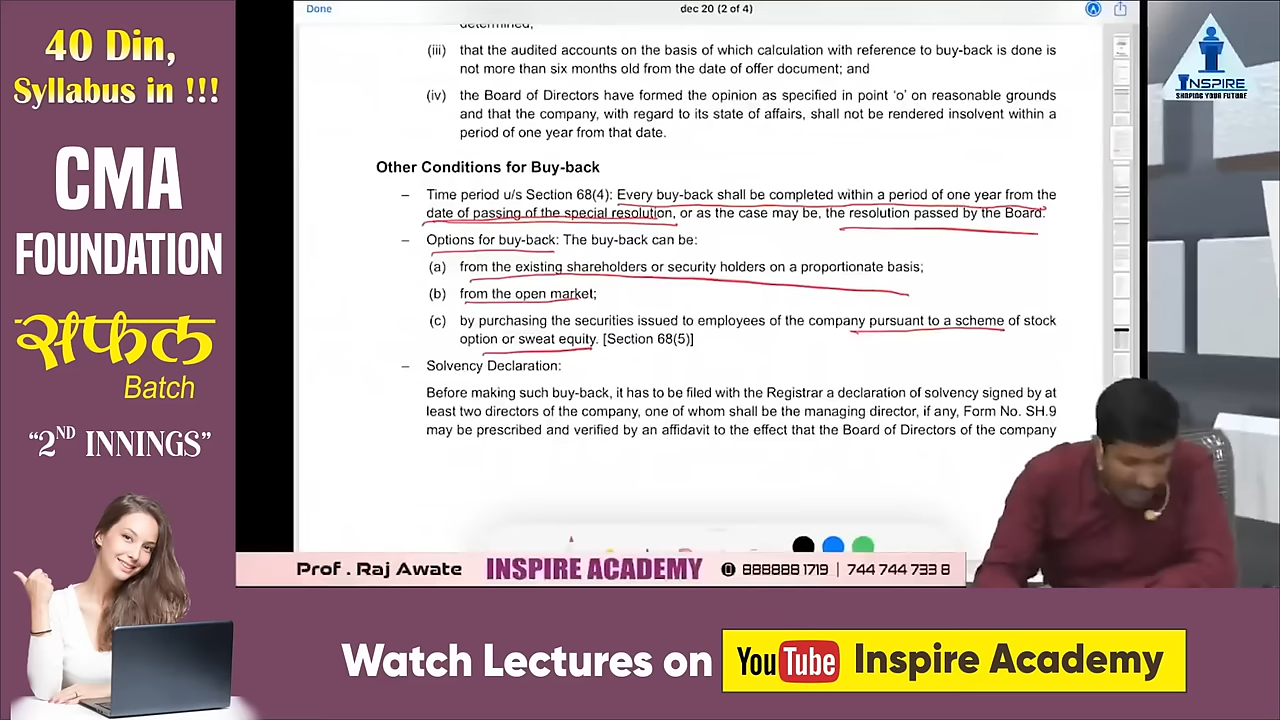 40 Din,
Syllabus in !!!
CMA
FOUNDATION
सफल
Batch
“2ND INNINGS”
Done
dec 20 (2 of 4)
determined;
(iii) that the audited accounts on the basis of which calculation with reference to buy-back is done is
not more than six months old from the date of offer document; and
(iv) the Board of Directors have formed the opinion as specified in point ‘o’ on reasonable grounds
and that the company, with regard to its state of affairs, shall not be rendered insolvent within a
period of one year from that date.
Other Conditions for Buy-back
– Time period u/s Section 68(4): Every buy-back shall be completed within a period of one year from the
date of passing of the special resolution, or as the case may be, the resolution passed by the Board.
– Options for buy-back: The buy-back can be:
(a) from the existing shareholders or security holders on a proportionate basis;
(b) from the open market;
(c) by purchasing the securities issued to employees of the company pursuant to a scheme of stock
option or sweat equity. [Section 68(5)]
– Solvency Declaration:
Before making such buy-back, it has to be filed with the Registrar a declaration of solvency signed by at
least two directors of the company, one of whom shall be the managing director, if any, Form No. SH.9
may be prescribed and verified by an affidavit to the effect that the Board of Directors of the company
INSPIRE
SHAPING YOUR FUTURE
Prof . Raj Awate INSPIRE ACADEMY 888888 1719 | 744 744 733 8
Watch Lectures on YouTube Inspire Academy